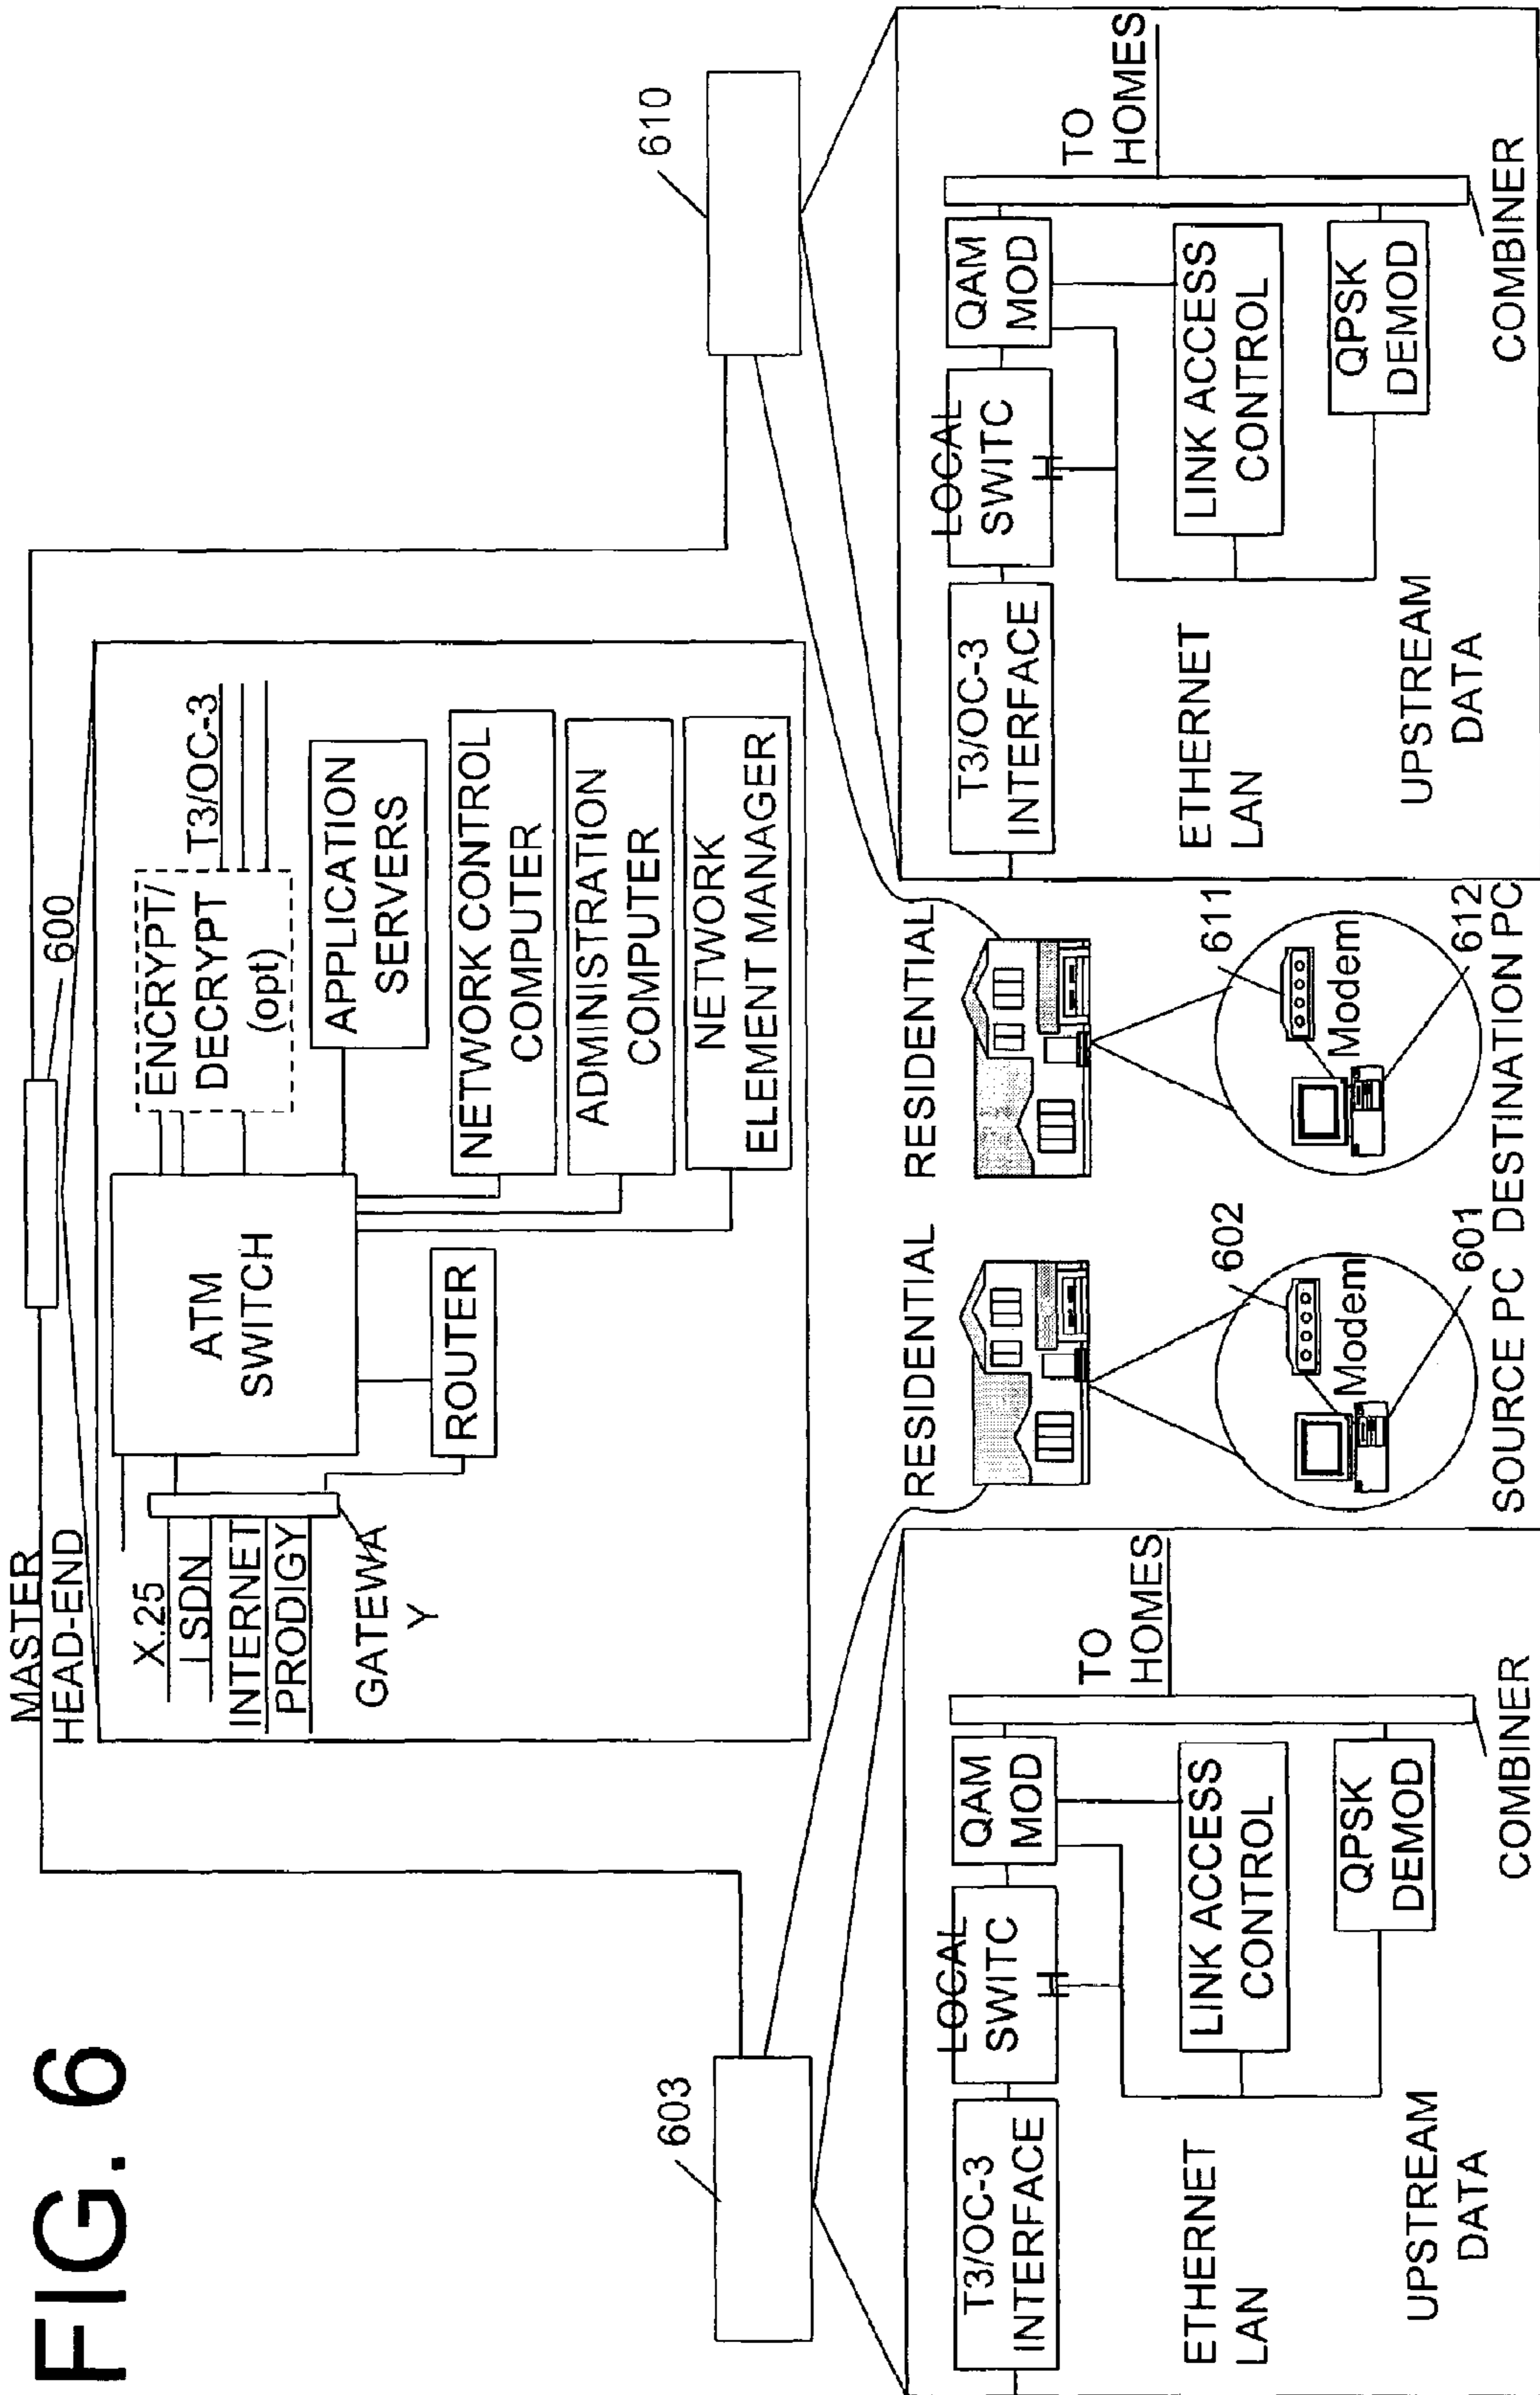 FIG. 6
MASTER
HEAD-END
600
X.25
ISDN
INTERNET
PRODIGY
GATEWA
Y
ATM
SWITCH
ROUTER
ENCRYPT/
DECRYPT
(opt)
T3/OC-3
APPLICATION
SERVERS
NETWORK CONTROL
COMPUTER
ADMINISTRATION
COMPUTER
NETWORK
ELEMENT MANAGER
603
610
T3/OC-3
INTERFACE
LOCAL
SWITC
H
QAM
MOD
TO
HOMES
ETHERNET
LAN
LINK ACCESS
CONTROL
UPSTREAM
DATA
QPSK
DEMOD
COMBINER
RESIDENTIAL
602
Modem
601
SOURCE PC
RESIDENTIAL
611
Modem
612
DESTINATION PC
T3/OC-3
INTERFACE
LOCAL
SWITC
H
QAM
MOD
TO
HOMES
ETHERNET
LAN
LINK ACCESS
CONTROL
UPSTREAM
DATA
QPSK
DEMOD
COMBINER